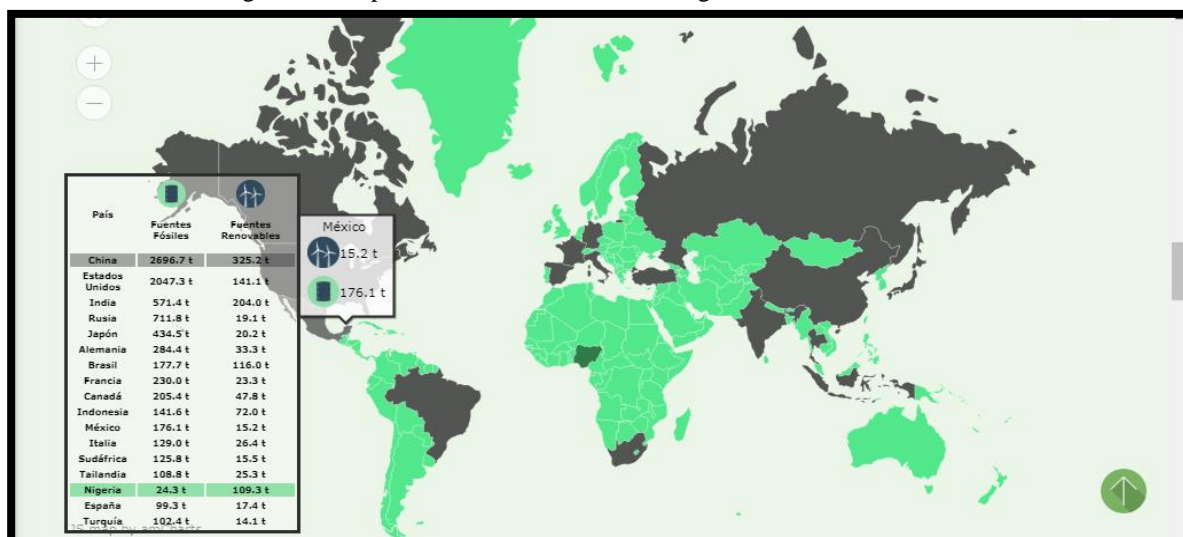 +
−
País
Fuentes Fósiles
Fuentes Renovables
China 2696.7 t 325.2 t
Estados Unidos 2047.3 t 141.1 t
India 571.4 t 204.0 t
Rusia 711.8 t 19.1 t
Japón 434.5 t 20.2 t
Alemania 284.4 t 33.3 t
Brasil 177.7 t 116.0 t
Francia 230.0 t 23.3 t
Canadá 205.4 t 47.8 t
Indonesia 141.6 t 72.0 t
México 176.1 t 15.2 t
Italia 129.0 t 26.4 t
Sudáfrica 125.8 t 15.5 t
Tailandia 108.8 t 25.3 t
Nigeria 24.3 t 109.3 t
España 99.3 t 17.4 t
Turquía 102.4 t 14.1 t
JS map by amCharts
México
15.2 t
176.1 t